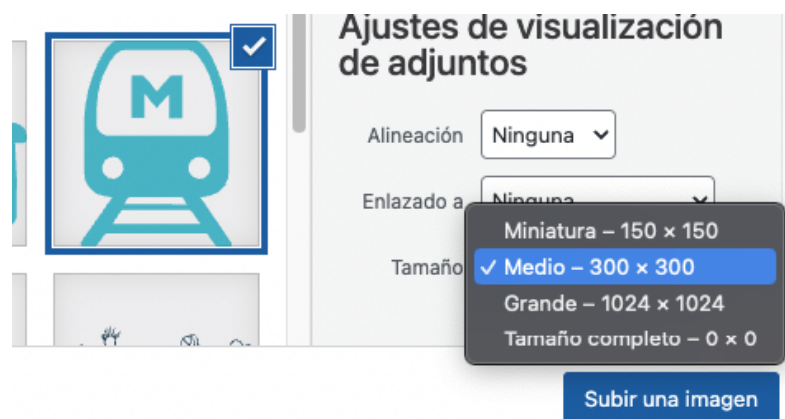 Ajustes de visualización
de adjuntos
M
Alineación Ninguna
Enlazado a Ninguna
Tamaño
Miniatura – 150 × 150
Medio – 300 × 300
Grande – 1024 × 1024
Tamaño completo – 0 × 0
Subir una imagen